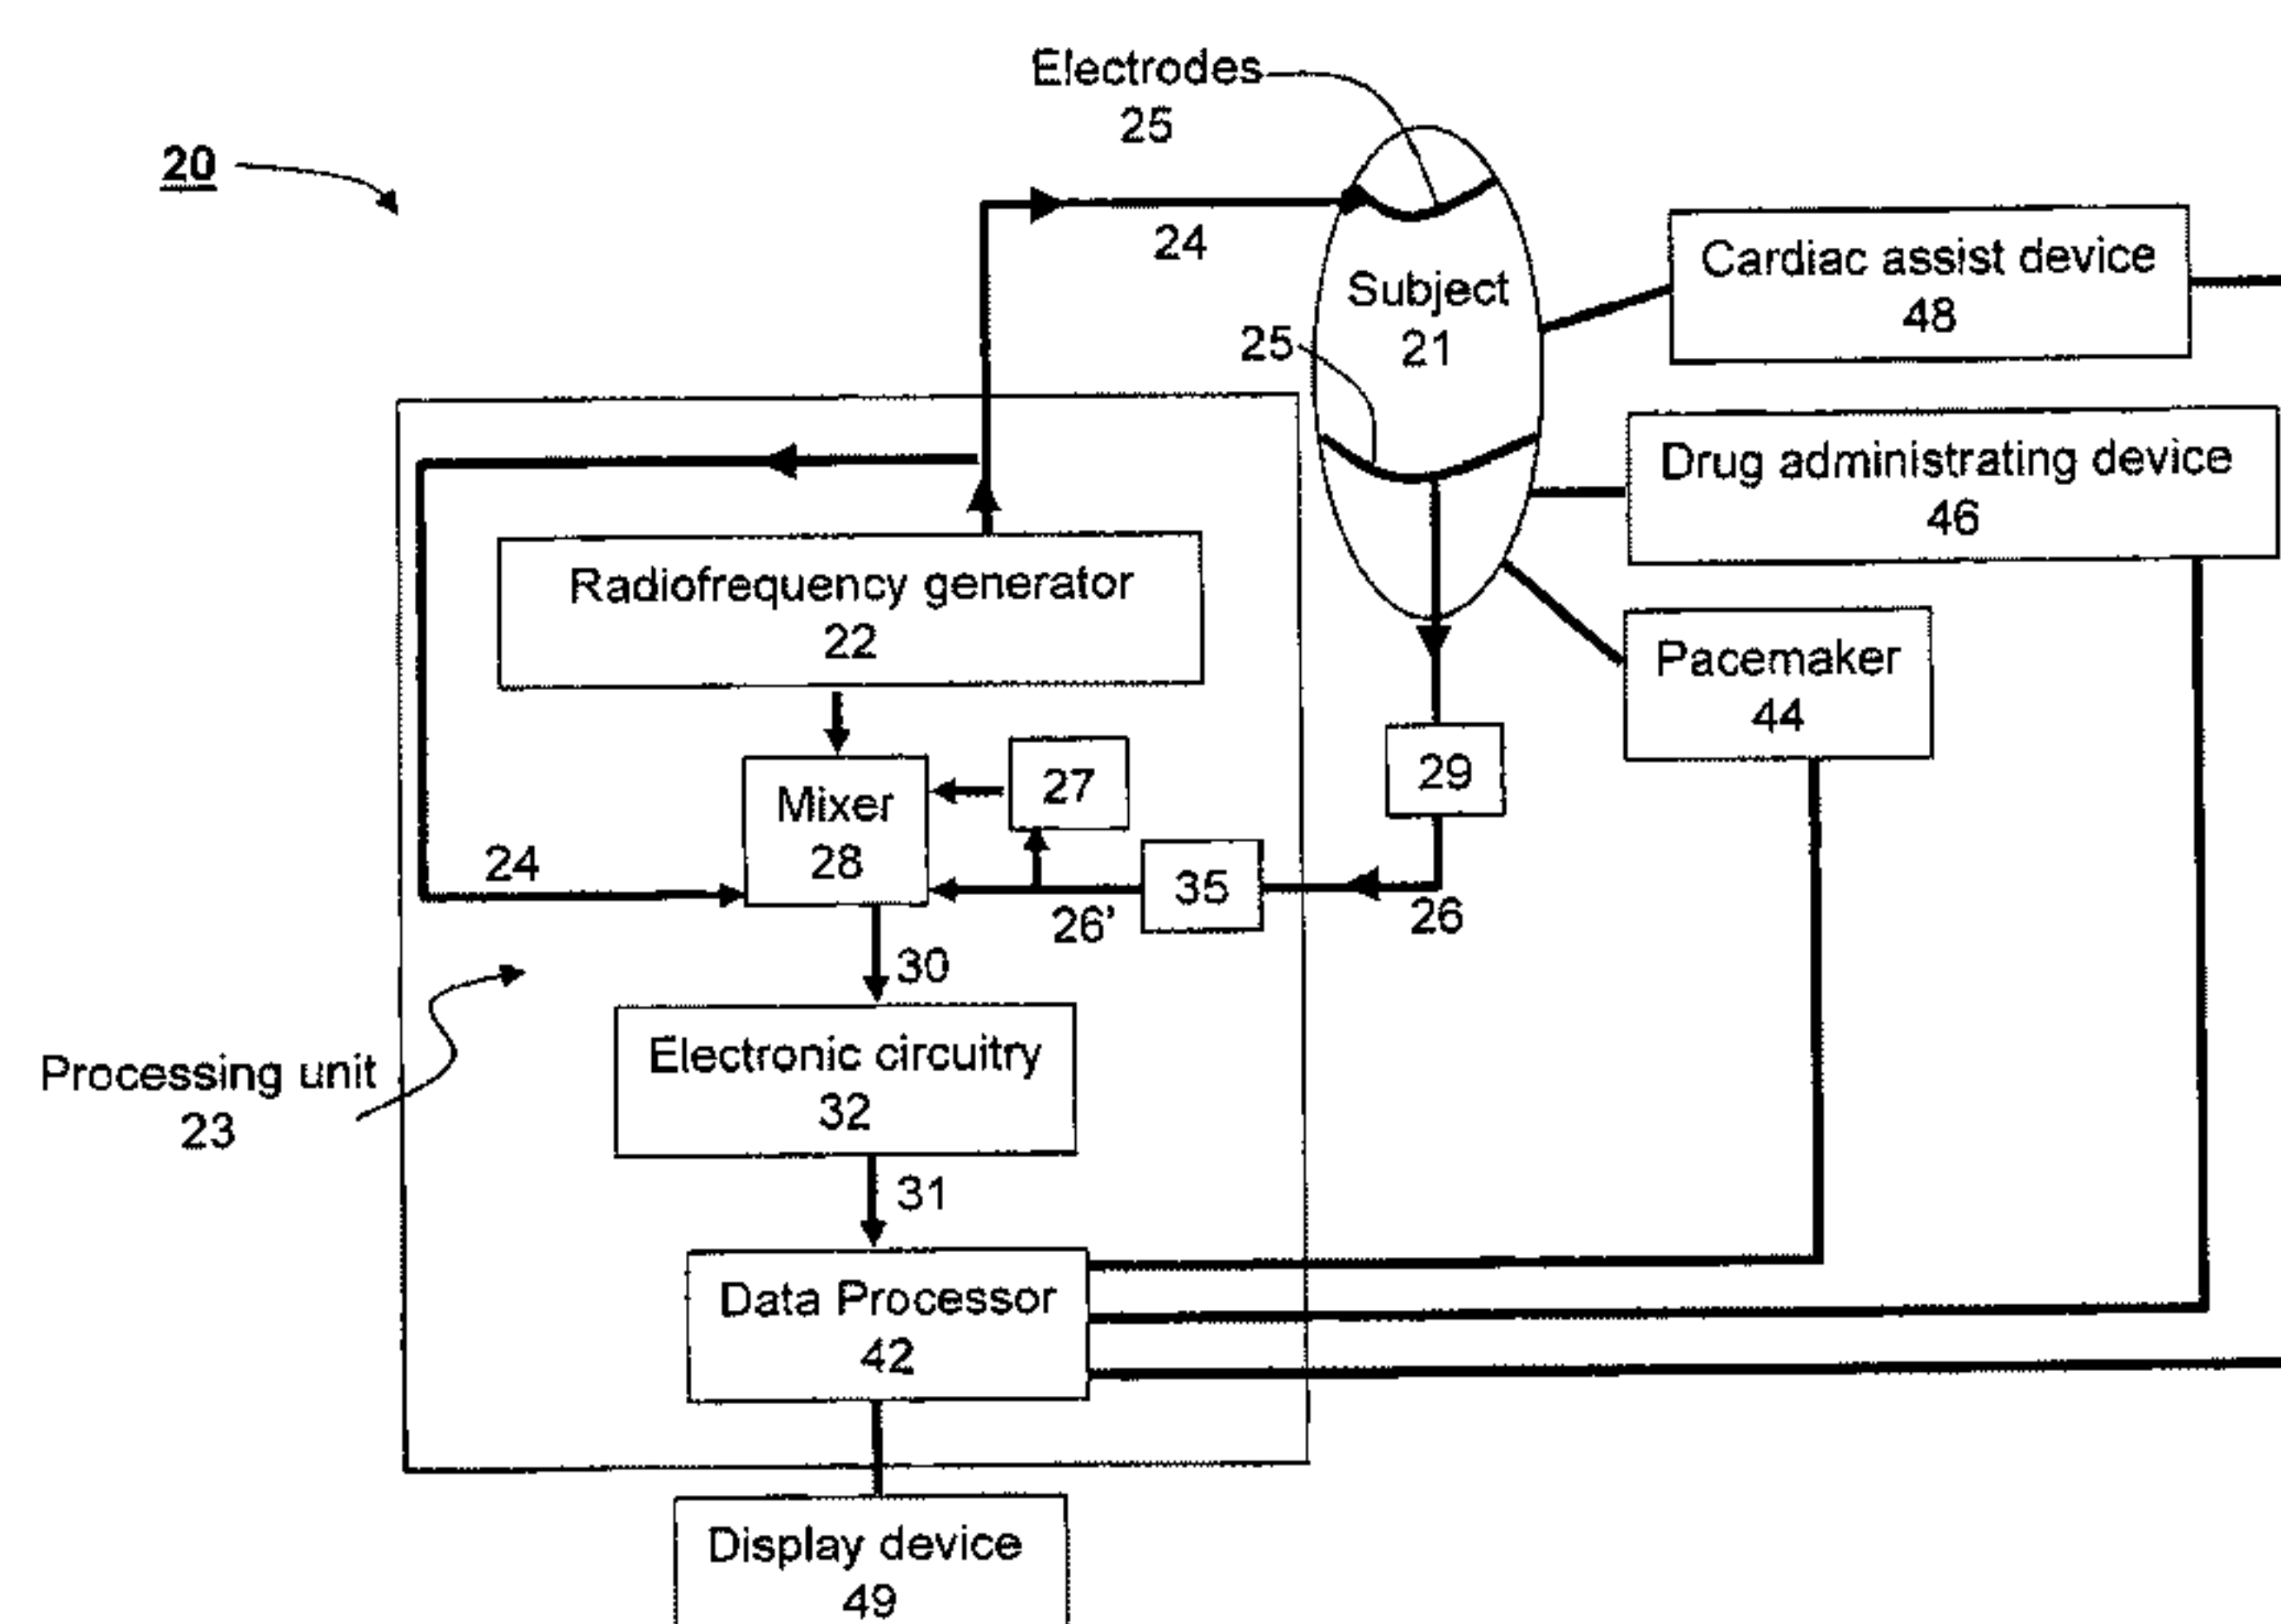 Electrodes
25
20
24
Cardiac assist device
48
Subject
21
25
Drug administrating device
46
Radiofrequency generator
22
Pacemaker
44
29
27
Mixer
28
24
35
26'
26
30
Processing unit
23
Electronic circuitry
32
31
Data Processor
42
Display device
49